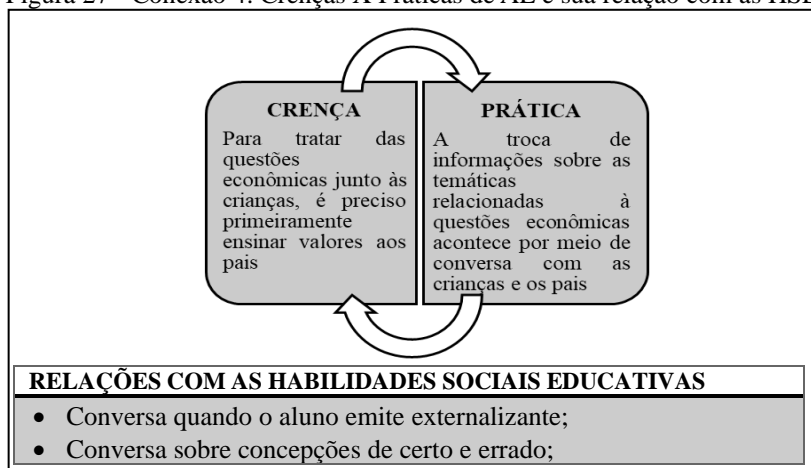 Figura 27 - Conexão 4: Crenças X Práticas de AE e sua relação com as HSE
CRENÇA
Para tratar das
questões
econômicas junto às
crianças, é preciso
primeiramente
ensinar valores aos
pais
PRÁTICA
A troca de
informações sobre as
temáticas
relacionadas à
questões econômicas
acontece por meio de
conversa com as
crianças e os pais
RELAÇÕES COM AS HABILIDADES SOCIAIS EDUCATIVAS
• Conversa quando o aluno emite externalizante;
• Conversa sobre concepções de certo e errado;